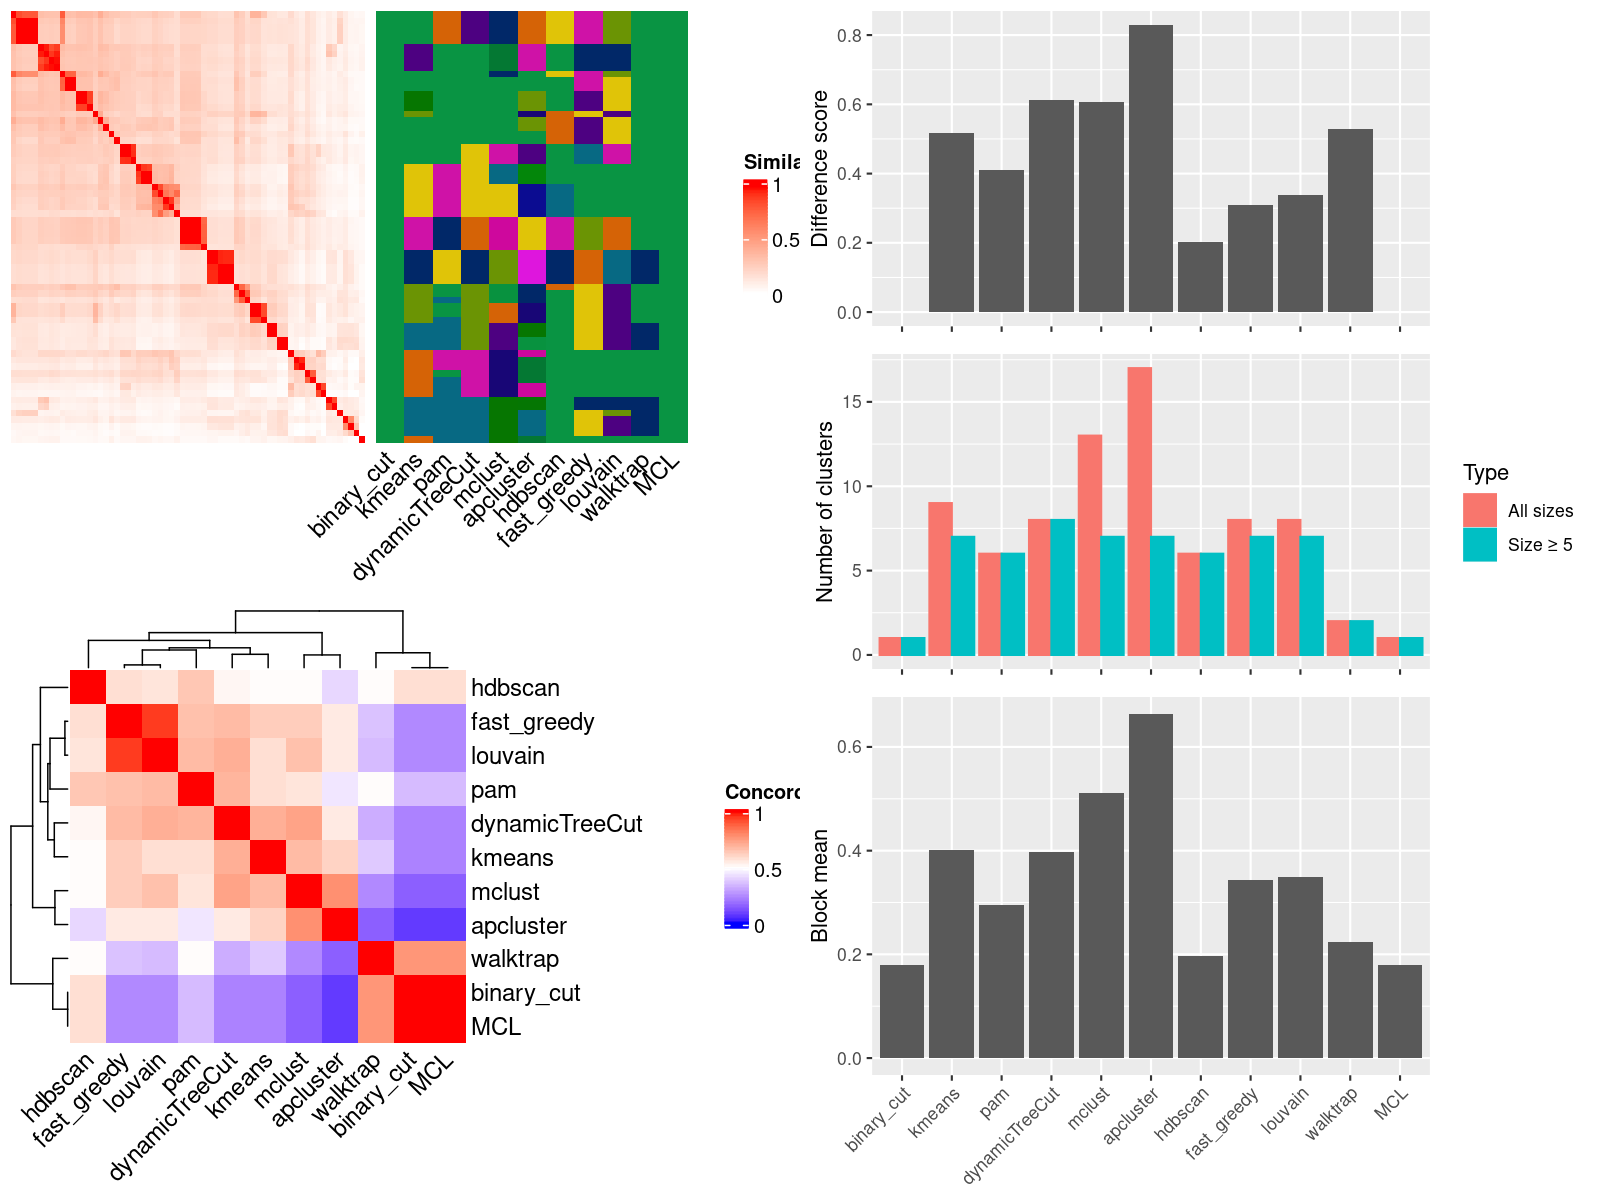 Simila
1
0.5
0
binary_cut
kmeans
pam
dynamicTreeCut
mclust
apcluster
hdbscan
fast_greedy
louvain
walktrap
MCL
hdbscan
fast_greedy
louvain
pam
dynamicTreeCut
kmeans
mclust
apcluster
walktrap
binary_cut
MCL
hdbscan
fast_greedy
louvain
pam
dynamicTreeCut
kmeans
mclust
apcluster
walktrap
binary_cut
MCL
Concord
1
0.5
0
Difference score
0.8
0.6
0.4
0.2
0.0
Number of clusters
15
10
5
0
Type
All sizes
Size ≥ 5
Block mean
0.6
0.4
0.2
0.0
binary_cut
kmeans
pam
dynamicTreeCut
mclust
apcluster
hdbscan
fast_greedy
louvain
walktrap
MCL